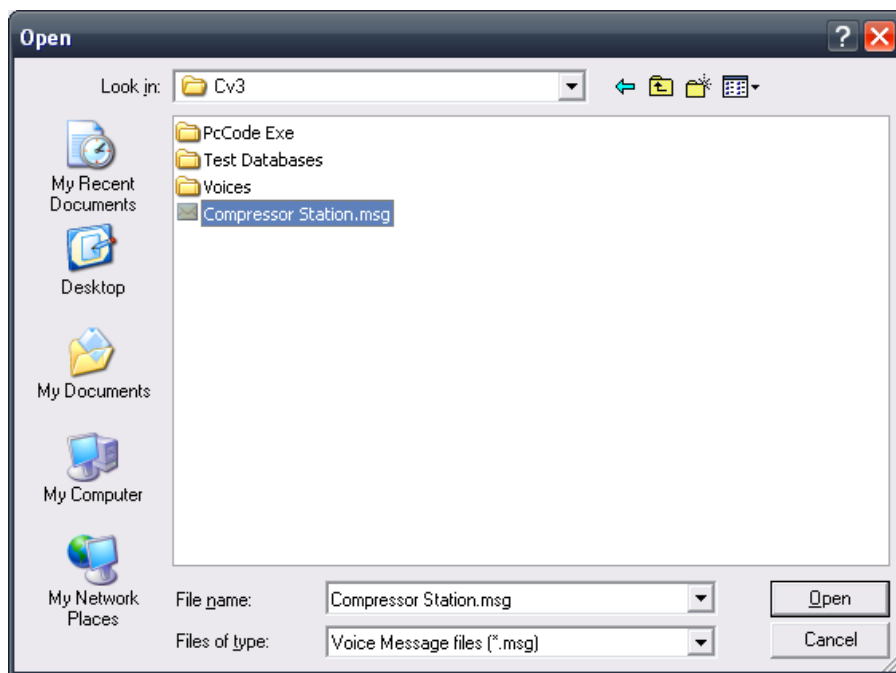 Open
Look in:
Cv3
My Recent
Documents
Desktop
My Documents
My Computer
My Network
Places
PcCode Exe
Test Databases
Voices
Compressor Station.msg
File name:
Compressor Station.msg
Open
Files of type:
Voice Message files (*.msg)
Cancel